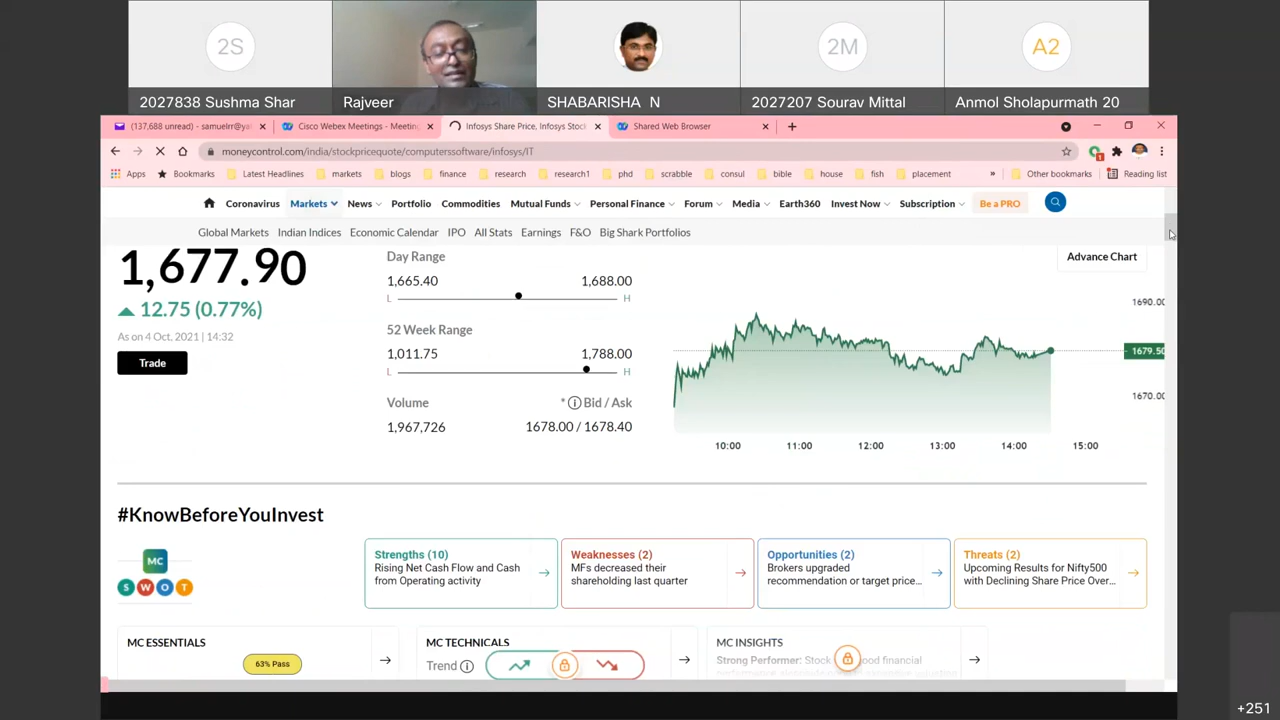 2S
2M
A2
2027838 Sushma Shar
Rajveer
SHABARISHA N
2027207 Sourav Mittal
Anmol Sholapurmath 20
(137,688 unread) - samuelrr@ya
Cisco Webex Meetings - Meetin
Infosys Share Price, Infosys Stock
Shared Web Browser
moneycontrol.com/india/stockpricequote/computerssoftware/infosys/IT
1
Apps
Bookmarks
Latest Headlines
markets
blogs
finance
research
research1
phd
scrabble
consul
bible
house
fish
placement
»
Other bookmarks
Reading list
Coronavirus
Markets
News
Portfolio
Commodities
Mutual Funds
Personal Finance
Forum
Media
Earth360
Invest Now
Subscription
Be a PRO
Global Markets
Indian Indices
Economic Calendar
IPO
All Stats
Earnings
F&O
Big Shark Portfolios
1,677.90
12.75 (0.77%)
As on 4 Oct, 2021 | 14:32
Trade
Day Range
1,665.40 1,688.00
L H
52 Week Range
1,011.75 1,788.00
L H
Volume * Bid / Ask
1,967,726 1678.00 / 1678.40
Advance Chart
1690.00
1679.50
1670.00
10:00 11:00 12:00 13:00 14:00 15:00
#KnowBeforeYouInvest
MC
S W O T
Strengths (10)
Rising Net Cash Flow and Cash
from Operating activity
Weaknesses (2)
MFs decreased their
shareholding last quarter
Opportunities (2)
Brokers upgraded
recommendation or target price...
Threats (2)
Upcoming Results for Nifty500
with Declining Share Price Over...
MC ESSENTIALS
63% Pass
MC TECHNICALS
Trend
MC INSIGHTS
Strong Performer: Stock ood financial
+251